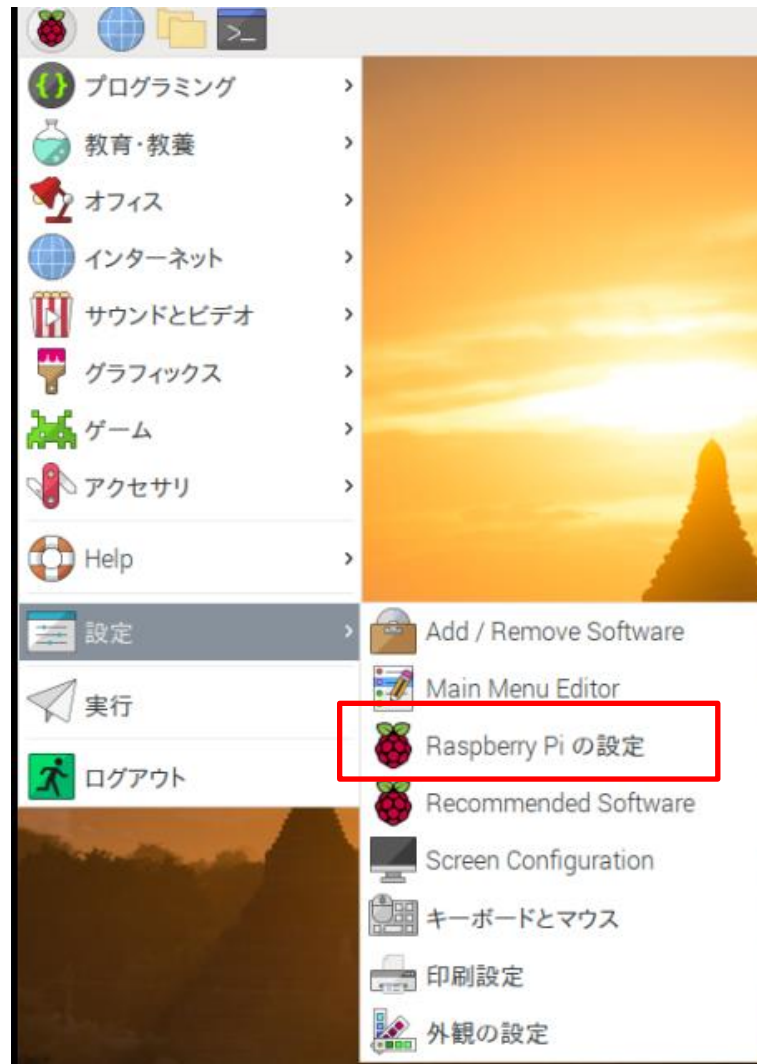 >_
プログラミング
教育・教養
オフィス
インターネット
サウンドとビデオ
グラフィックス
ゲーム
アクセサリ
Help
設定
実行
ログアウト
Add / Remove Software
Main Menu Editor
Raspberry Pi の設定
Recommended Software
Screen Configuration
キーボードとマウス
印刷設定
外観の設定